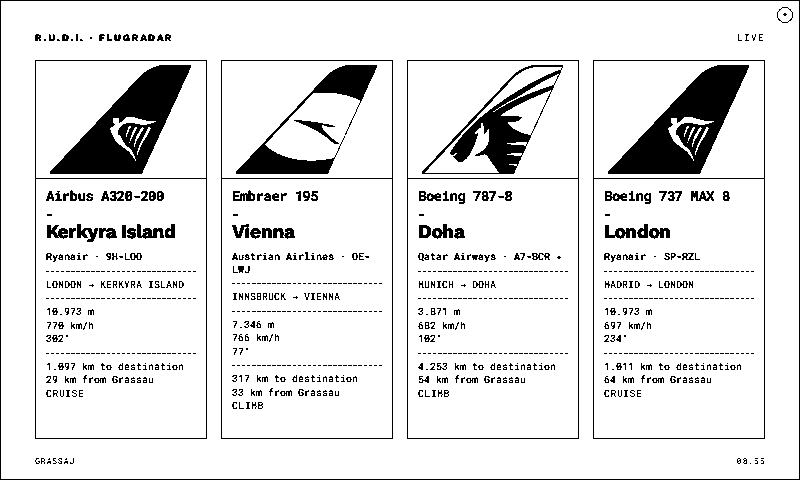 R.U.D.I. · FLUGRADAR
LIVE
Airbus A320-200
-
Kerkyra Island
Ryanair · 9H-LOO
LONDON → KERKYRA ISLAND
10.973 m
770 km/h
302°
1.097 km to destination
29 km from Grassau
CRUISE
Embraer 195
-
Vienna
Austrian Airlines · OE-
LWJ
INNSBRUCK → VIENNA
7.346 m
766 km/h
77°
317 km to destination
33 km from Grassau
CLIMB
Boeing 787-8
-
Doha
Qatar Airways · A7-BCR ✦
MUNICH → DOHA
3.871 m
682 km/h
102°
4.253 km to destination
54 km from Grassau
CLIMB
Boeing 737 MAX 8
-
London
Ryanair · SP-RZL
MADRID → LONDON
10.973 m
697 km/h
234°
1.011 km to destination
64 km from Grassau
CRUISE
GRASSAU
08.55